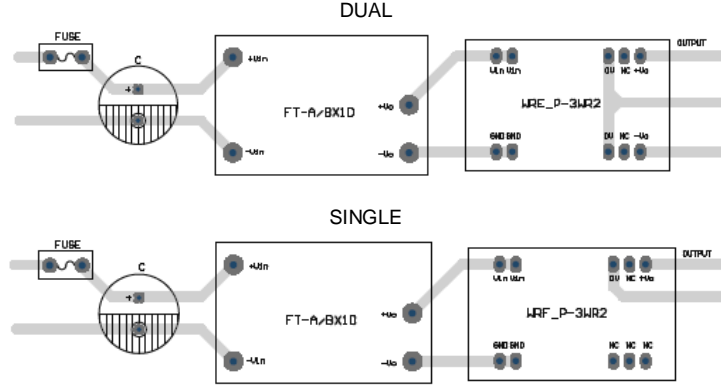 DUAL
FUSE
C
+
+Vin
-Vin
FT-A/BX1D
+Vo
-Vo
Vin Vin
GND GND
WRE_P-3WR2
0V NC +Vo
0V NC -Vo
OUTPUT
SINGLE
FUSE
C
+
+Vin
-Vin
FT-A/BX1D
+Vo
-Vo
Vin Vin
GND GND
WRF_P-3WR2
0V NC +Vo
NC NC NC
OUTPUT